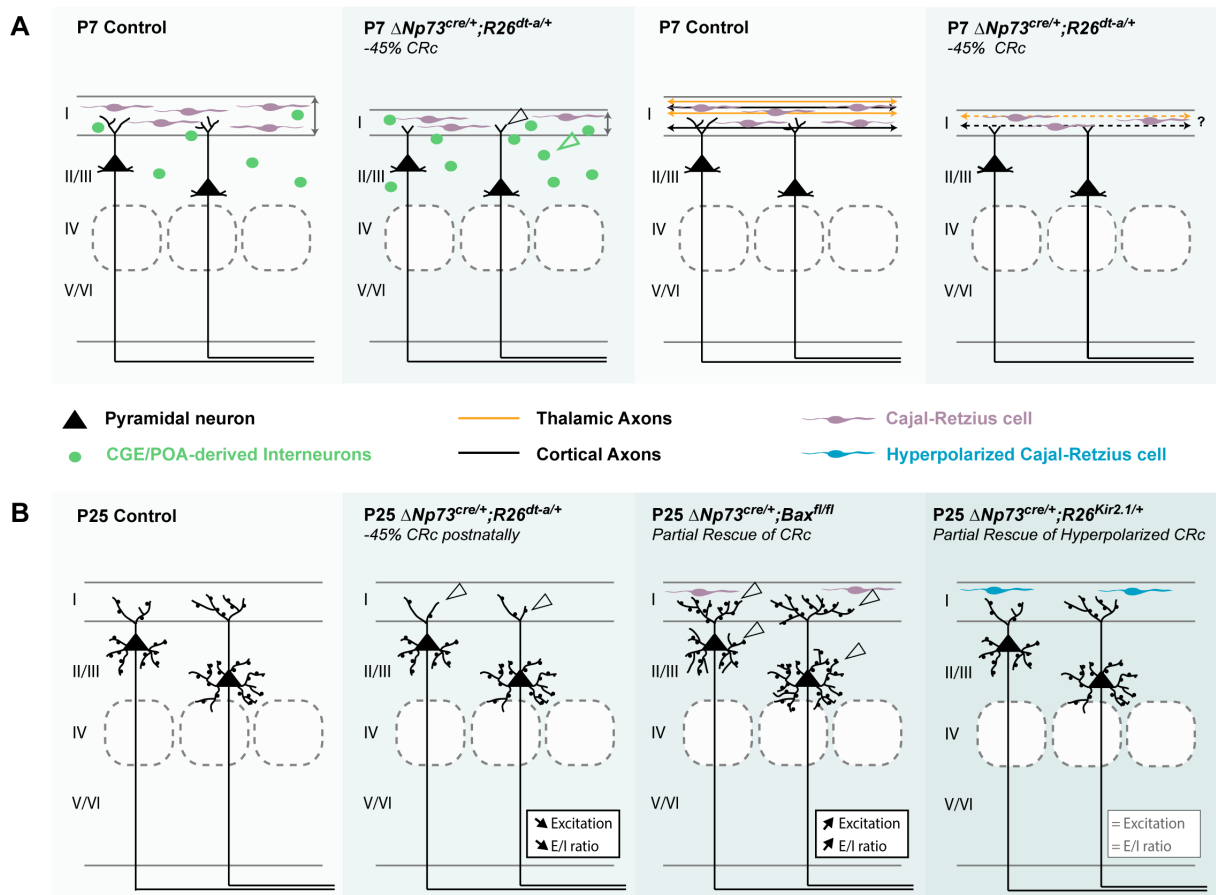 A
P7 Control
P7 ΔNp73cre/+;R26dt-a/+
-45% CRc
P7 Control
P7 ΔNp73cre/+;R26dt-a/+
-45% CRc
I
II/III
IV
V/VI
I
II/III
IV
V/VI
I
II/III
IV
V/VI
I
?
II/III
IV
V/VI
Pyramidal neuron
Thalamic Axons
Cajal-Retzius cell
CGE/POA-derived Interneurons
Cortical Axons
Hyperpolarized Cajal-Retzius cell
B
P25 Control
P25 ΔNp73cre/+;R26dt-a/+
-45% CRc postnatally
P25 ΔNp73cre/+;Baxfl/fl
Partial Rescue of CRc
P25 ΔNp73cre/+;R26Kir2.1/+
Partial Rescue of Hyperpolarized CRc
I
II/III
IV
V/VI
I
II/III
IV
V/VI
➘ Excitation
➘ E/I ratio
I
II/III
IV
V/VI
➚ Excitation
➚ E/I ratio
I
II/III
IV
V/VI
= Excitation
= E/I ratio